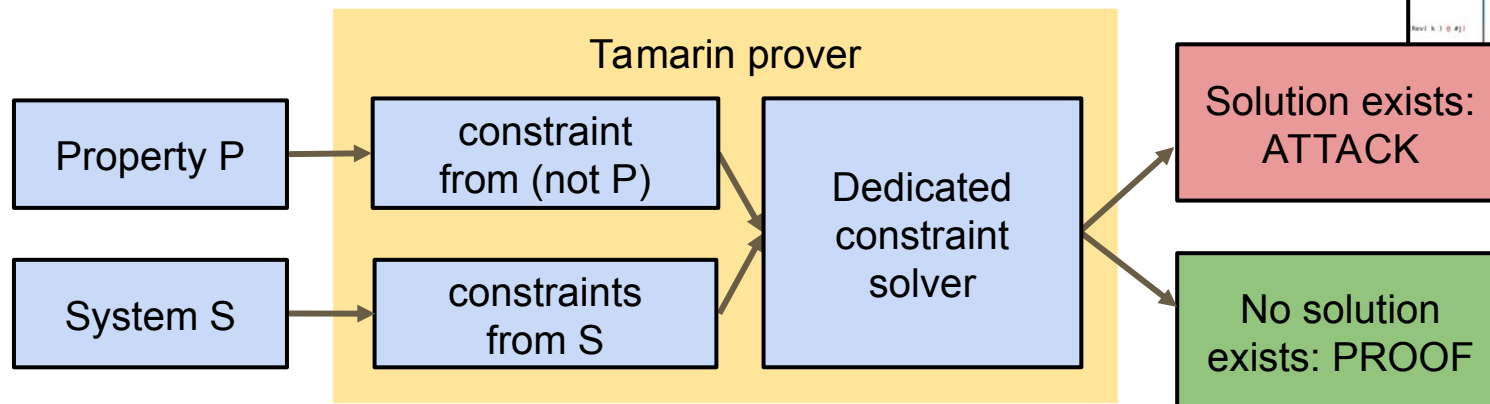 Rev( k ) @ #j)
Tamarin prover
Property P
constraint
from (not P)
Dedicated
constraint
solver
Solution exists:
ATTACK
System S
constraints
from S
No solution
exists: PROOF